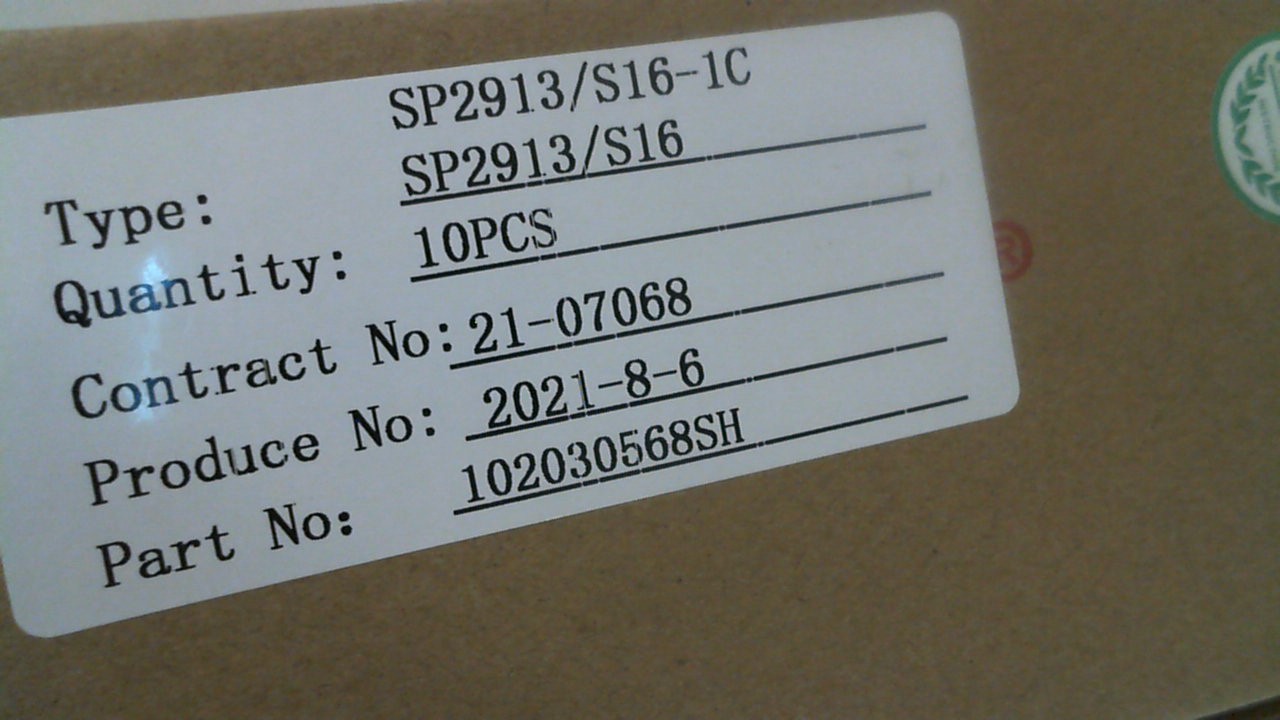 SP2913/S16-1C
Type: SP2913/S16
Quantity: 10PCS
Contract No: 21-07068
Produce No: 2021-8-6
Part No: 102030568SH
®